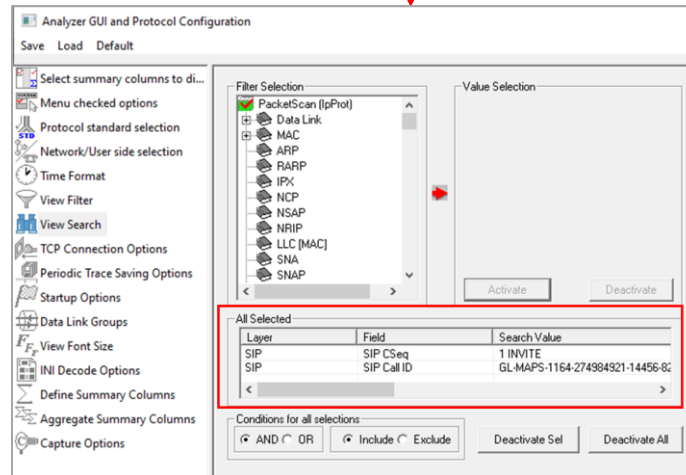 Analyzer GUI and Protocol Configuration
Save Load Default
Select summary columns to di...
Menu checked options
Protocol standard selection
Network/User side selection
Time Format
View Filter
View Search
TCP Connection Options
Periodic Trace Saving Options
Startup Options
Data Link Groups
View Font Size
INI Decode Options
Define Summary Columns
Aggregate Summary Columns
Capture Options
Filter Selection
PacketScan (IpProt)
Data Link
MAC
ARP
RARP
IPX
NCP
NSAP
NRIP
LLC [MAC]
SNA
SNAP
Value Selection
Activate Deactivate
All Selected
Layer Field Search Value
SIP SIP CSeq 1 INVITE
SIP SIP Call ID GL-MAPS-1164-274984921-14456-82
Conditions for all selections
AND OR Include Exclude Deactivate Sel Deactivate All